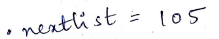 . nextlist = 105